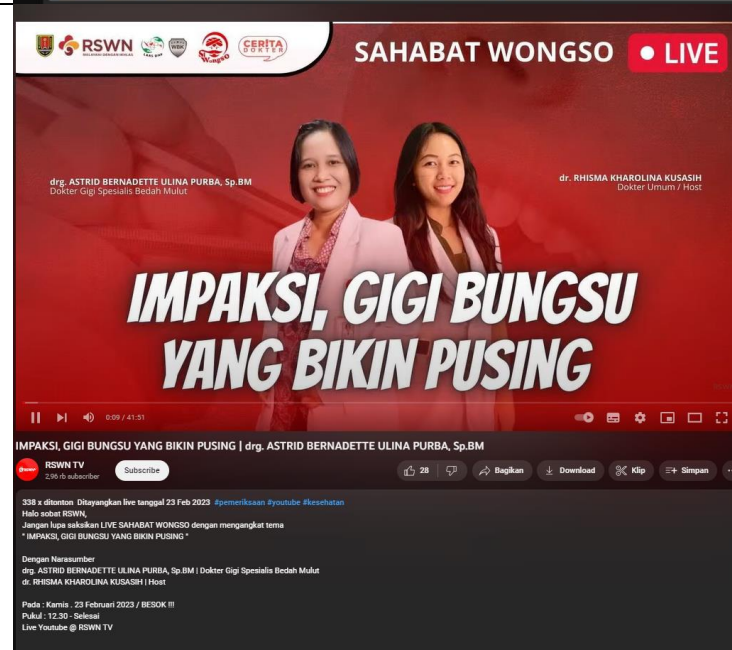 RSWN
WBK
Si Wongso
CERITA
DOKTER
SAHABAT WONGSO
LIVE
drg. ASTRID BERNADETTE ULINA PURBA, Sp.BM
Dokter Gigi Spesialis Bedah Mulut
dr. RHISMA KHAROLINA KUSASIH
Dokter Umum / Host
IMPAKSI, GIGI BUNGSU
YANG BIKIN PUSING
0:09 / 41:51
IMPAKSI, GIGI BUNGSU YANG BIKIN PUSING | drg. ASTRID BERNADETTE ULINA PURBA, Sp.BM
RSWN TV
2,96 rb subscriber
Subscribe
28
Bagikan
Download
Klip
Simpan
338 x ditonton Ditayangkan live tanggal 23 Feb 2023 #pemeriksaan #youtube #kesehatan
Halo sobat RSWN,
Jangan lupa saksikan LIVE SAHABAT WONGSO dengan mengangkat tema
" IMPAKSI, GIGI BUNGSU YANG BIKIN PUSING "
Dengan Narasumber
drg. ASTRID BERNADETTE ULINA PURBA, Sp.BM | Dokter Gigi Spesialis Bedah Mulut
dr. RHISMA KHAROLINA KUSASIH | Host
Pada : Kamis . 23 Februari 2023 / BESOK !!!
Pukul : 12.30 - Selesai
Live Youtube @ RSWN TV